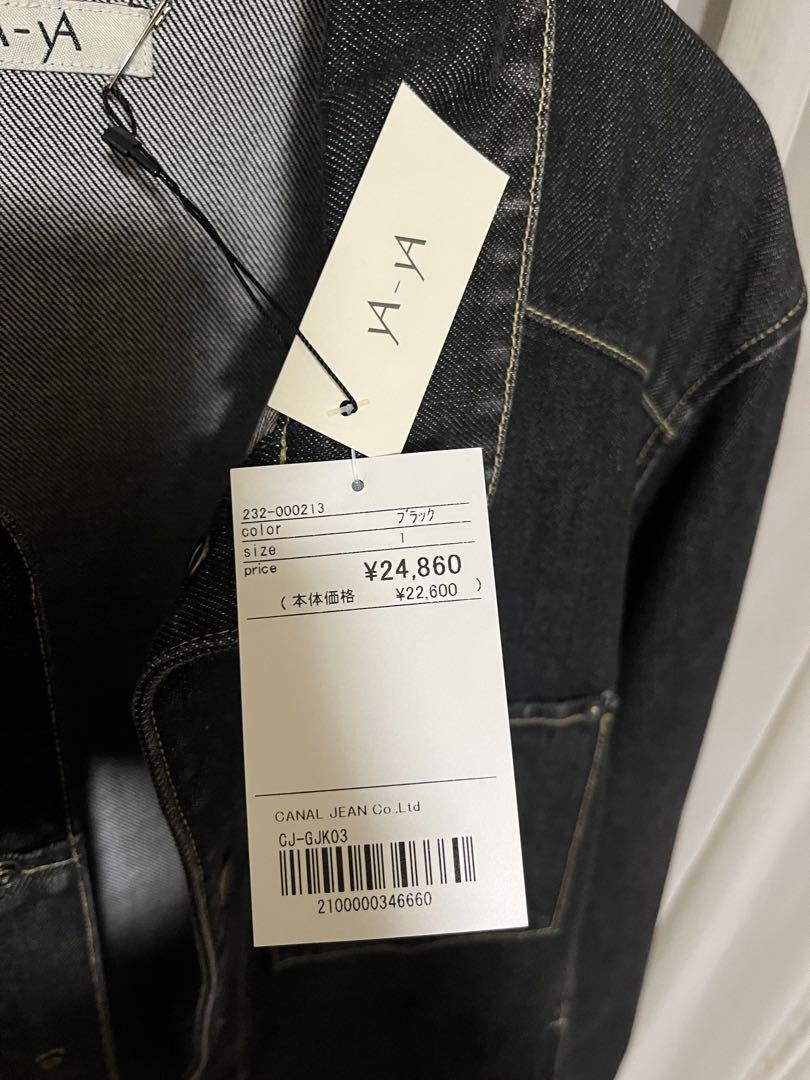 A-YA
A-YA
232-000213
color ブラック
size 1
price ¥24,860
(本体価格 ¥22,600 )
CANAL JEAN Co.,Ltd
CJ-GJK03
2100000346660